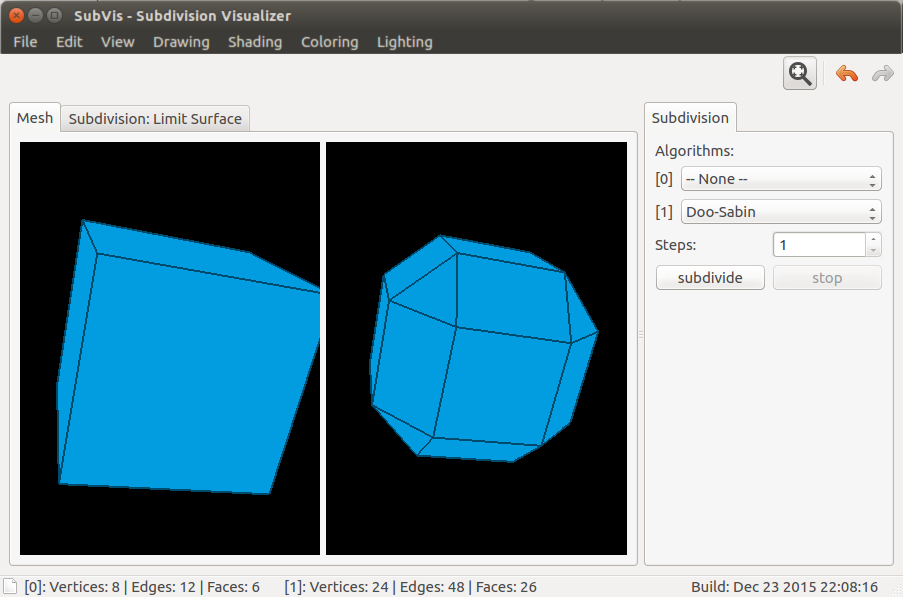 SubVis - Subdivision Visualizer
File Edit View Drawing Shading Coloring Lighting
Mesh Subdivision: Limit Surface
Subdivision
Algorithms:
[0] -- None --
[1] Doo-Sabin
Steps: 1
subdivide stop
[0]: Vertices: 8 | Edges: 12 | Faces: 6 [1]: Vertices: 24 | Edges: 48 | Faces: 26 Build: Dec 23 2015 22:08:16